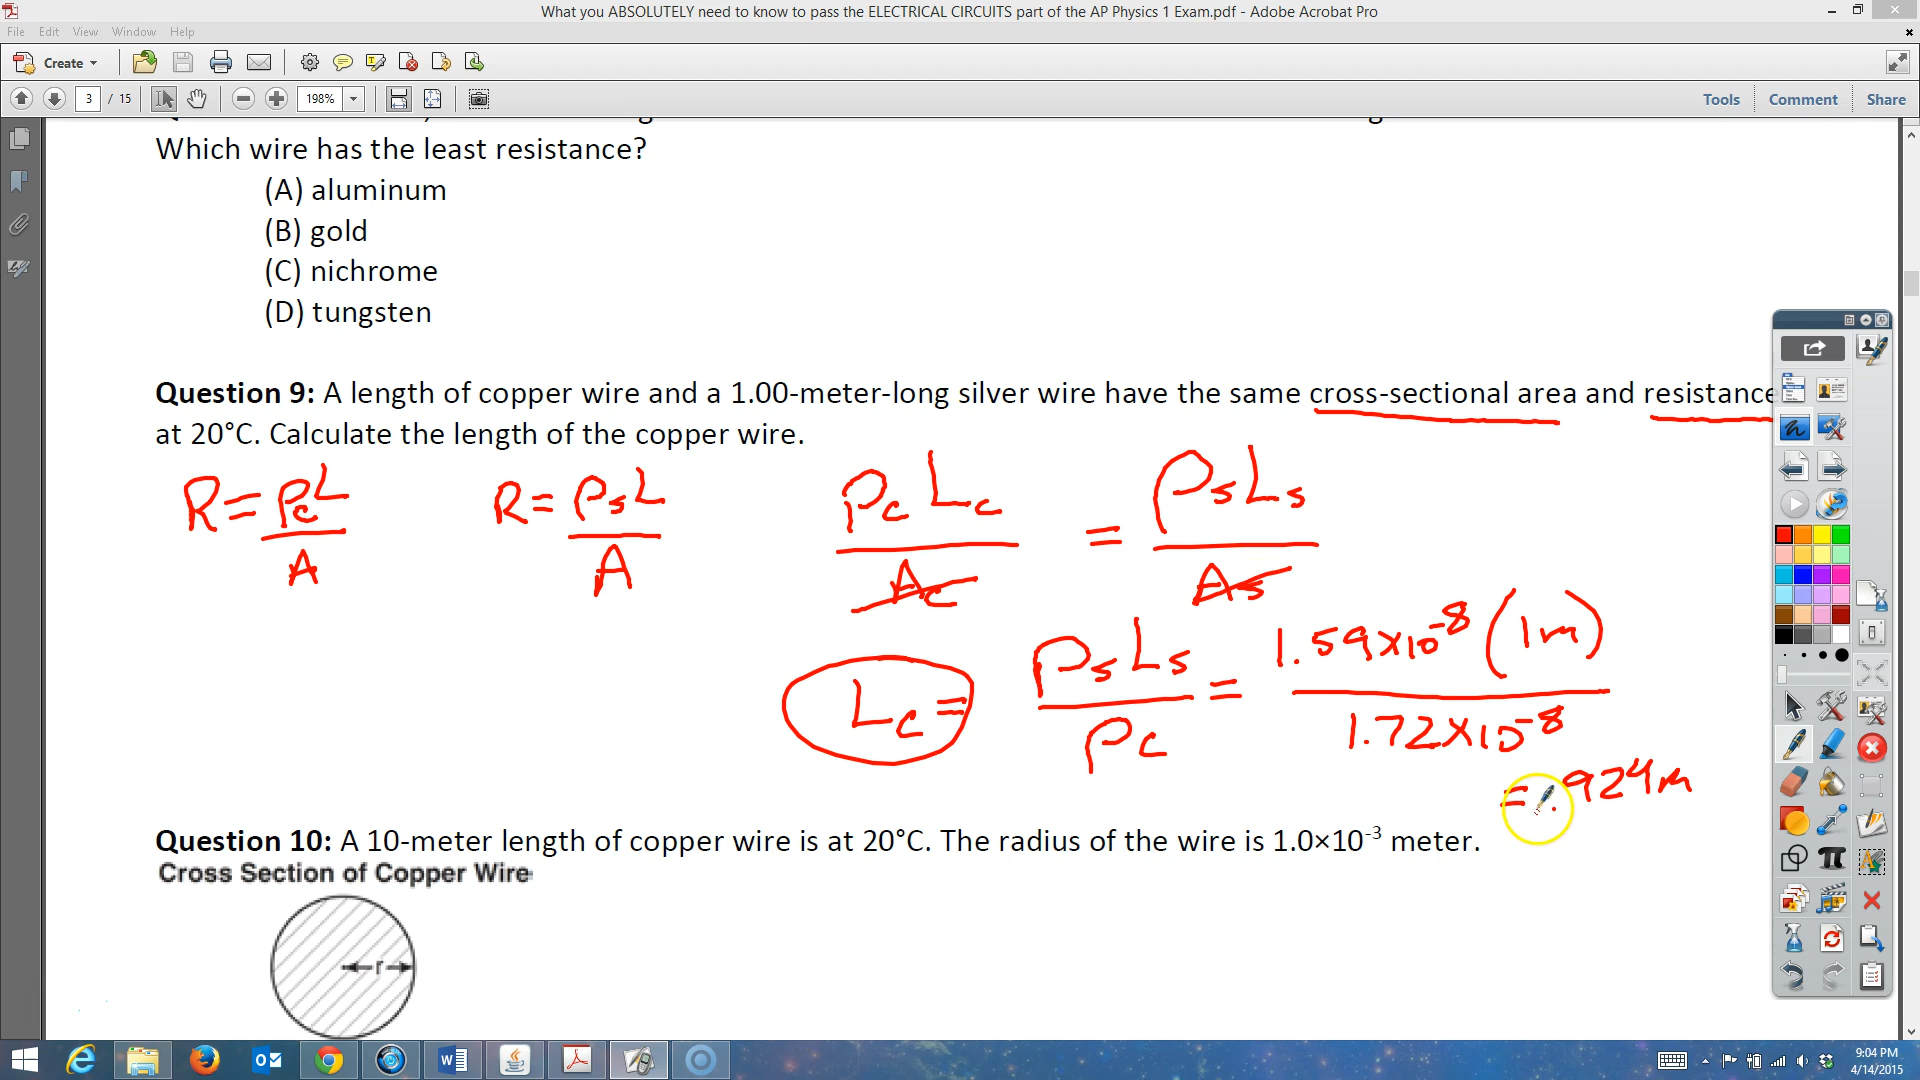 What you ABSOLUTELY need to know to pass the ELECTRICAL CIRCUITS part of the AP Physics 1 Exam.pdf - Adobe Acrobat Pro
File Edit View Window Help
Create
3 / 15 198% Tools Comment Share
Which wire has the least resistance?
(A) aluminum
(B) gold
(C) nichrome
(D) tungsten
Question 9: A length of copper wire and a 1.00-meter-long silver wire have the same cross-sectional area and resistance
at 20°C. Calculate the length of the copper wire.
R = ρcL / A R = ρsL / A ρcLc / Ac = ρsLs / As
Lc = ρsLs / ρc = 1.59x10^-8 (1m) / 1.72x10^-8
= .924m
Question 10: A 10-meter length of copper wire is at 20°C. The radius of the wire is 1.0×10^-3 meter.
Cross Section of Copper Wire
r
9:04 PM
4/14/2015